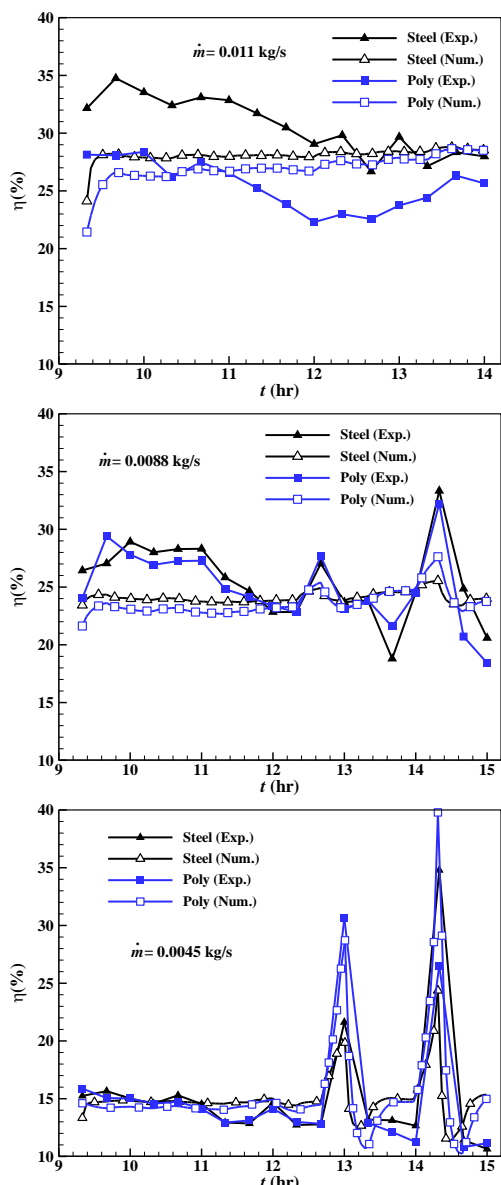 40
35
30
25
20
15
10
η(%)
ṁ = 0.011 kg/s
Steel (Exp.)
Steel (Num.)
Poly (Exp.)
Poly (Num.)
9 10 11 12 13 14
t (hr)
40
35
30
25
20
15
10
η(%)
ṁ = 0.0088 kg/s
Steel (Exp.)
Steel (Num.)
Poly (Exp.)
Poly (Num.)
9 10 11 12 13 14 15
t (hr)
40
35
30
25
20
15
10
η(%)
Steel (Exp.)
Steel (Num.)
Poly (Exp.)
Poly (Num.)
ṁ = 0.0045 kg/s
9 10 11 12 13 14 15
t (hr)